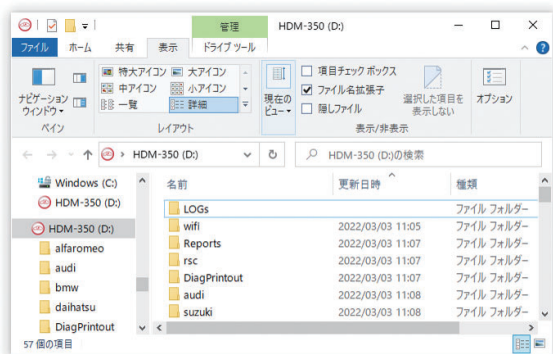 管理 HDM-350 (D:)
ファイル ホーム 共有 表示 ドライブ ツール
特大アイコン 大アイコン 項目チェック ボックス
中アイコン 小アイコン ファイル名拡張子
一覧 詳細 隠しファイル
ナビゲーション ウィンドウ
現在の ビュー
選択した項目を 表示しない
オプション
ペイン レイアウト 表示/非表示
HDM-350 (D:) HDM-350 (D:)の検索
Windows (C:)
HDM-350 (D:)
HDM-350 (D:)
alfaromeo
audi
bmw
daihatsu
DiagPrintout
名前 更新日時 種類
LOGs ファイル フォルダー
wifi 2022/03/03 11:05 ファイル フォルダー
Reports 2022/03/03 11:07 ファイル フォルダー
rsc 2022/03/03 11:07 ファイル フォルダー
DiagPrintout 2022/03/03 11:07 ファイル フォルダー
audi 2022/03/03 11:08 ファイル フォルダー
suzuki 2022/03/03 11:08 ファイル フォルダー
57 個の項目